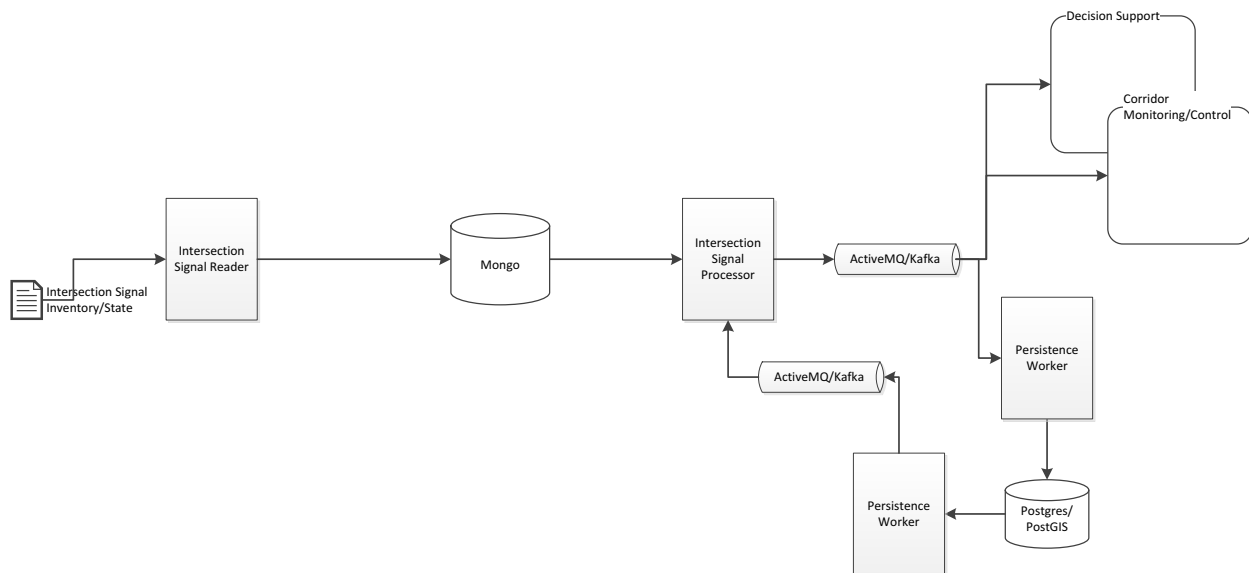 Decision Support
Corridor
Monitoring/Control
Intersection
Signal Reader
Mongo
Intersection
Signal
Processor
ActiveMQ/Kafka
Intersection Signal
Inventory/State
Persistence
Worker
ActiveMQ/Kafka
Persistence
Worker
Postgres/
PostGIS